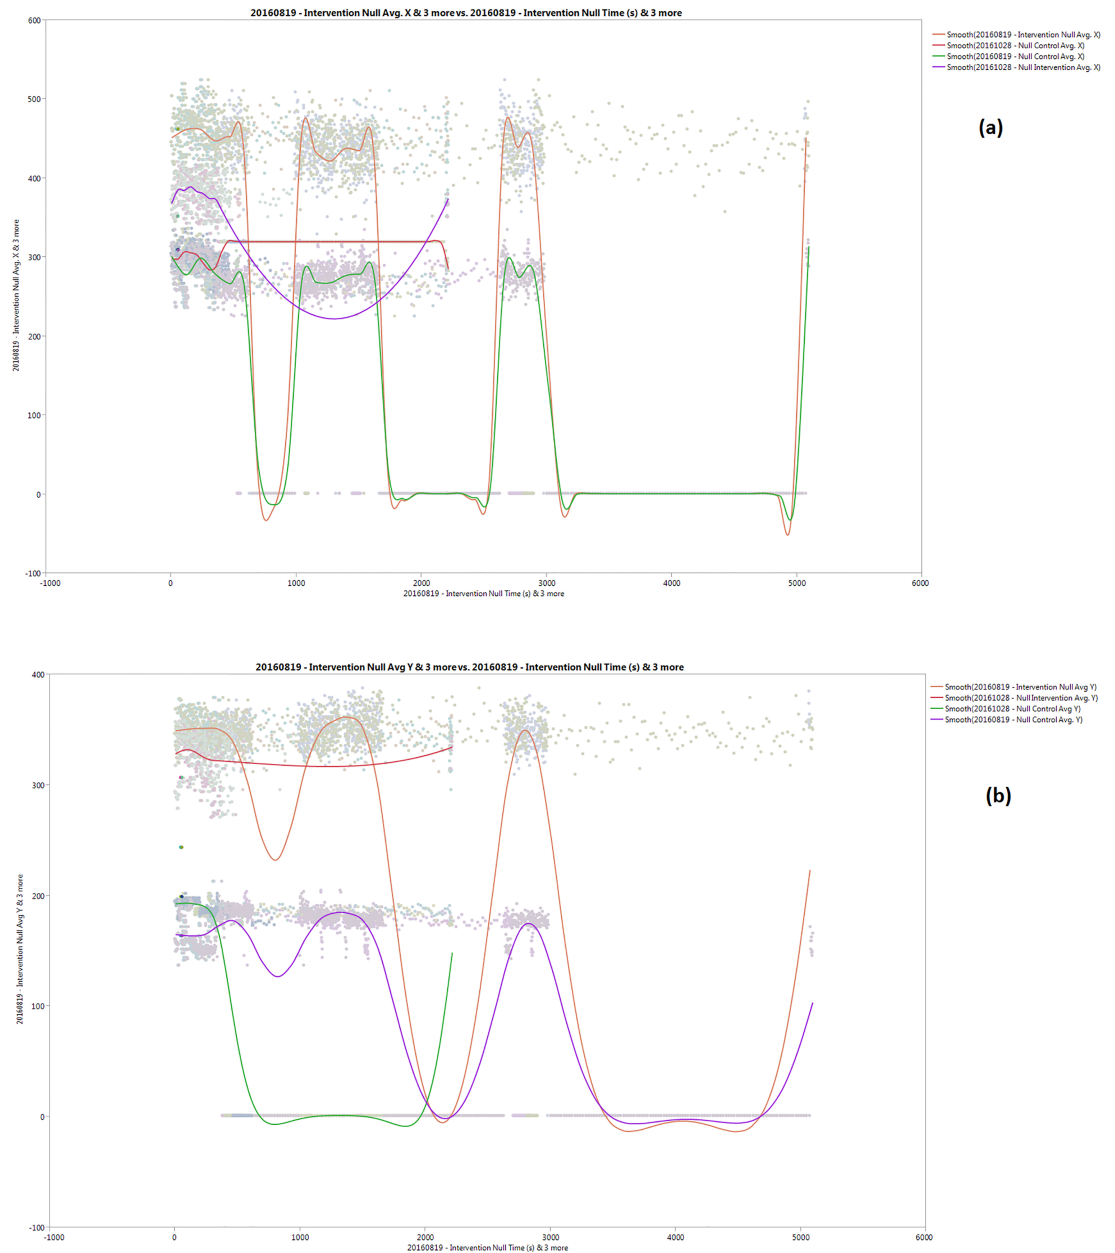 20160819 - Intervention Null Avg. X & 3 more vs. 20160819 - Intervention Null Time (s) & 3 more
600
500
400
300
200
100
0
-100
20160819 - Intervention Null Avg. X & 3 more
-1000
0
1000
2000
3000
4000
5000
6000
20160819 - Intervention Null Time (s) & 3 more
Smooth(20160819 - Intervention Null Avg. X)
Smooth(20161028 - Null Control Avg. X)
Smooth(20160819 - Null Control Avg. X)
Smooth(20161028 - Null Intervention Avg. X)
(a)
20160819 - Intervention Null Avg Y & 3 more vs. 20160819 - Intervention Null Time (s) & 3 more
400
300
200
100
0
-100
20160819 - Intervention Null Avg Y & 3 more
-1000
0
1000
2000
3000
4000
5000
6000
20160819 - Intervention Null Time (s) & 3 more
Smooth(20160819 - Intervention Null Avg Y)
Smooth(20161028 - Null Intervention Avg. Y)
Smooth(20161028 - Null Control Avg Y)
Smooth(20160819 - Null Control Avg. Y)
(b)